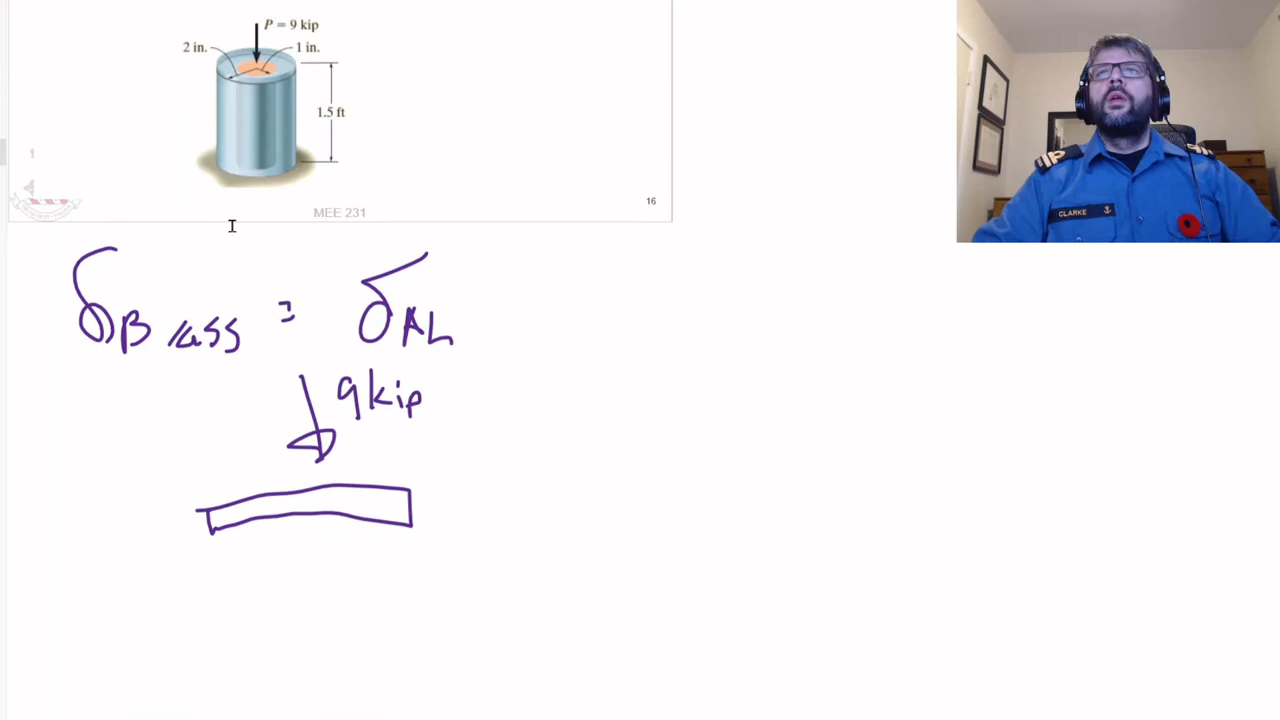 P = 9 kip
2 in.
1 in.
1.5 ft
16
MEE 231
CLARKE
δBrass = δAL
9kip